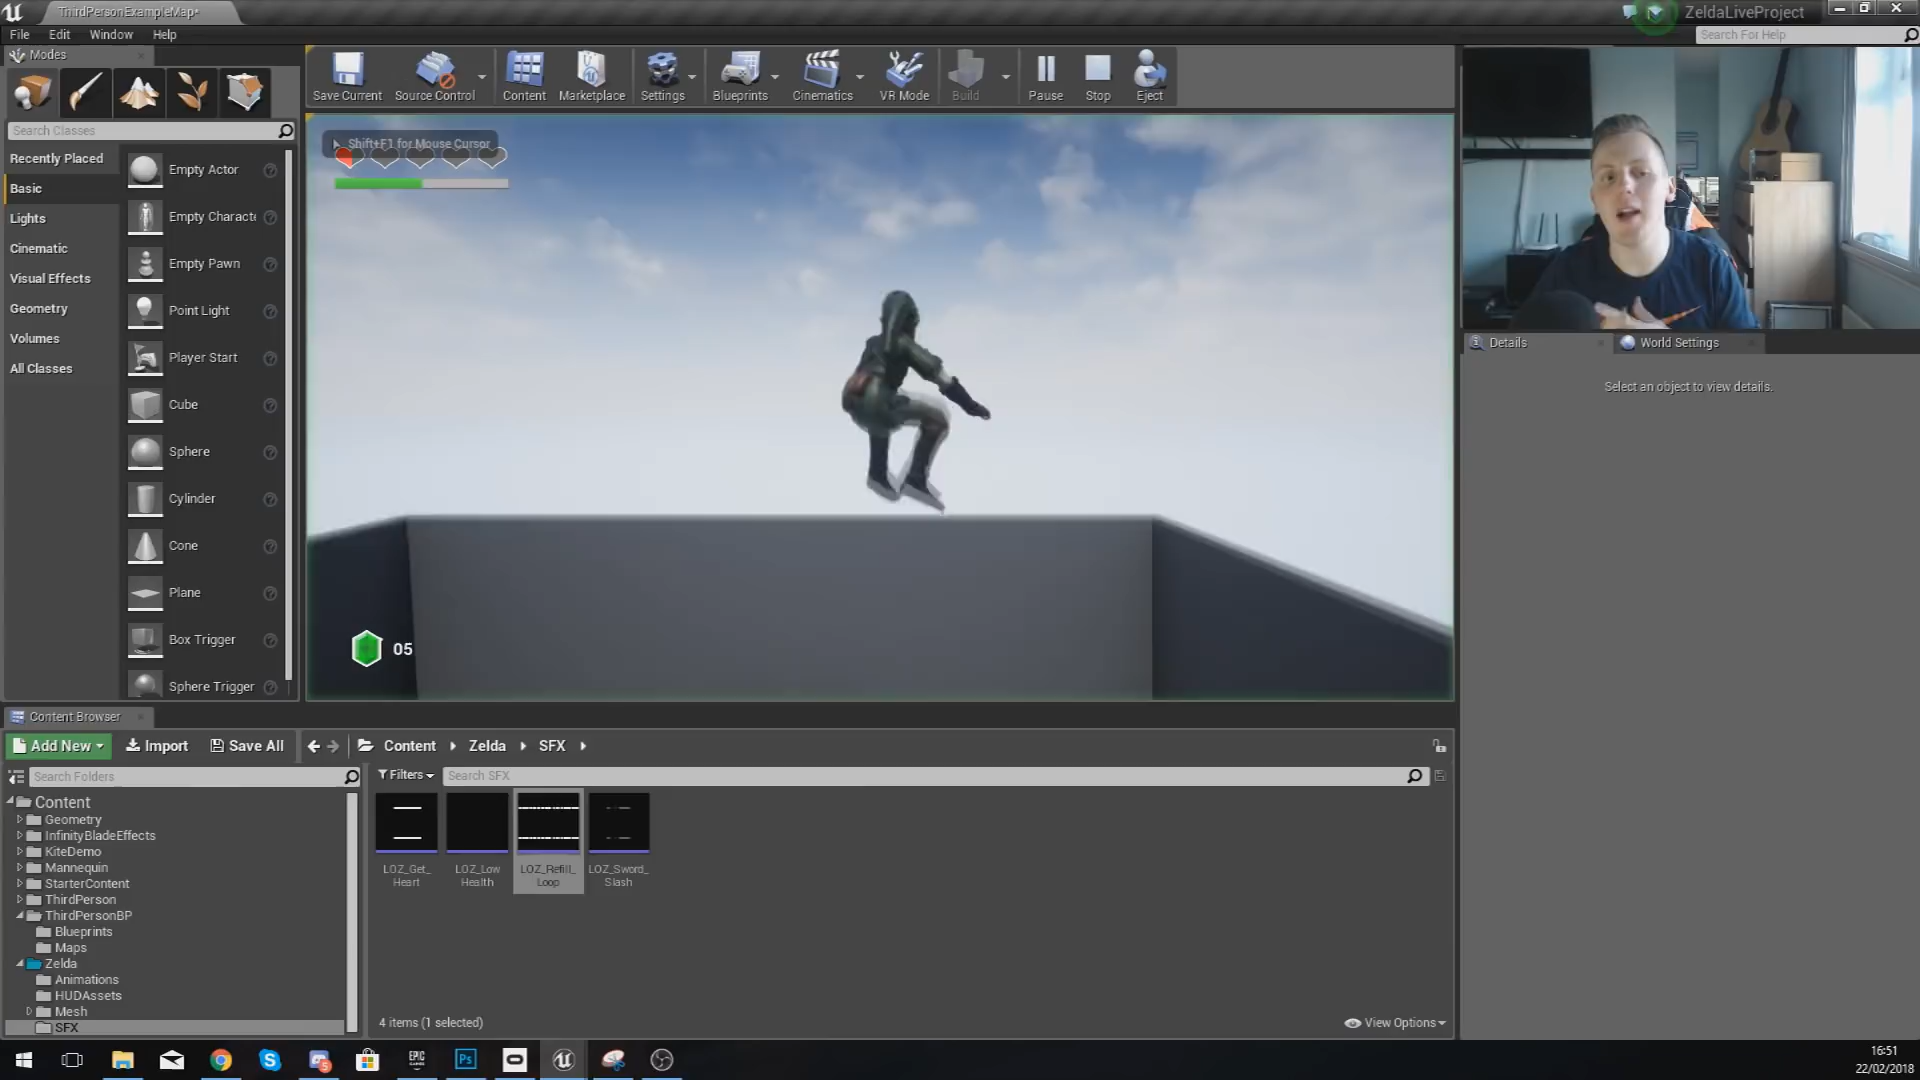 ThirdPersonExampleMap*
ZeldaLiveProject
File Edit Window Help
Search For Help
Modes
Save Current
Source Control
Content
Marketplace
Settings
Blueprints
Cinematics
VR Mode
Build
Pause
Stop
Eject
Search Classes
Recently Placed
Basic
Lights
Cinematic
Visual Effects
Geometry
Volumes
All Classes
Empty Actor
Empty Characte
Empty Pawn
Point Light
Player Start
Cube
Sphere
Cylinder
Cone
Plane
Box Trigger
Sphere Trigger
Shift+F1 for Mouse Cursor
05
Details
World Settings
Select an object to view details.
Content Browser
Add New
Import
Save All
Content
Zelda
SFX
Search Folders
Filters
Search SFX
Content
Geometry
InfinityBladeEffects
KiteDemo
Mannequin
StarterContent
ThirdPerson
ThirdPersonBP
Blueprints
Maps
Zelda
Animations
HUDAssets
Mesh
SFX
LOZ_Get_
Heart
LOZ_Low
Health
LOZ_Refill_
Loop
LOZ_Sword_
Slash
4 items (1 selected)
View Options
EPIC
GAMES
Ps
5
16:51
22/02/2018